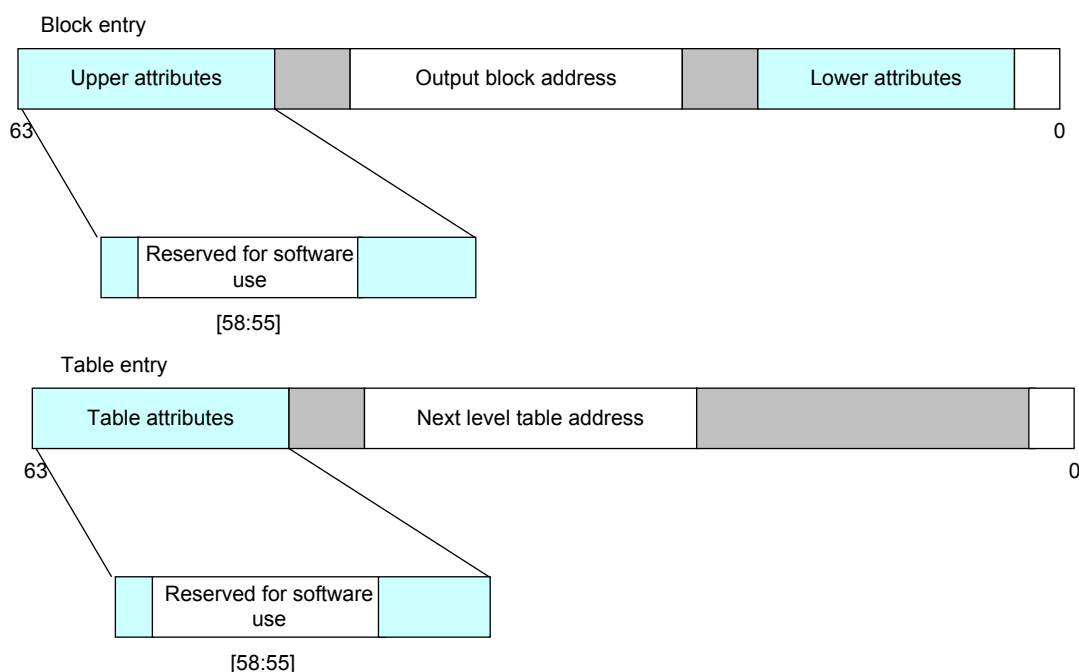 Block entry
Upper attributes
Output block address
Lower attributes
63
0
Reserved for software
use
[58:55]
Table entry
Table attributes
Next level table address
63
0
Reserved for software
use
[58:55]